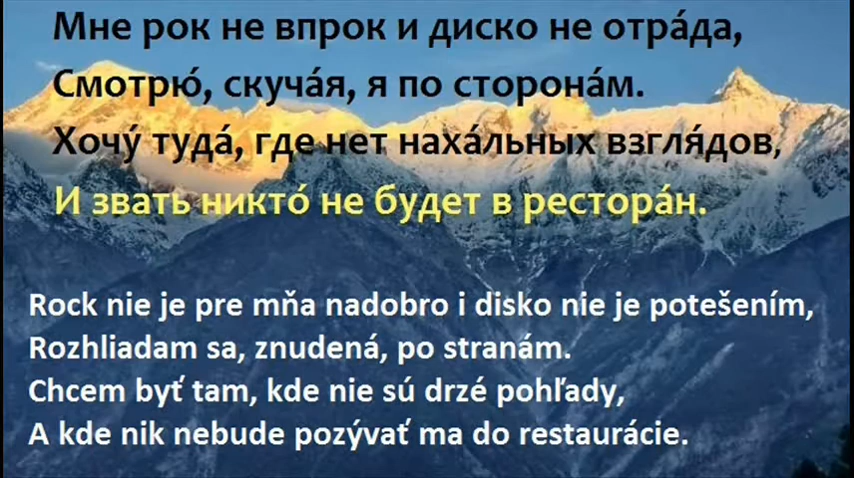 Мне рок не впрок и диско не отра́да,
Смотрю́, скуча́я, я по сторона́м.
Хочу́ туда́, где нет наха́льных взгля́дов,
И звать никто́ не будет в рестора́н.
Rock nie je pre mňa nadobro i disko nie je potešením,
Rozhliadam sa, znudená, po stranám.
Chcem byť tam, kde nie sú drzé pohľady,
A kde nik nebude pozývať ma do restaurácie.